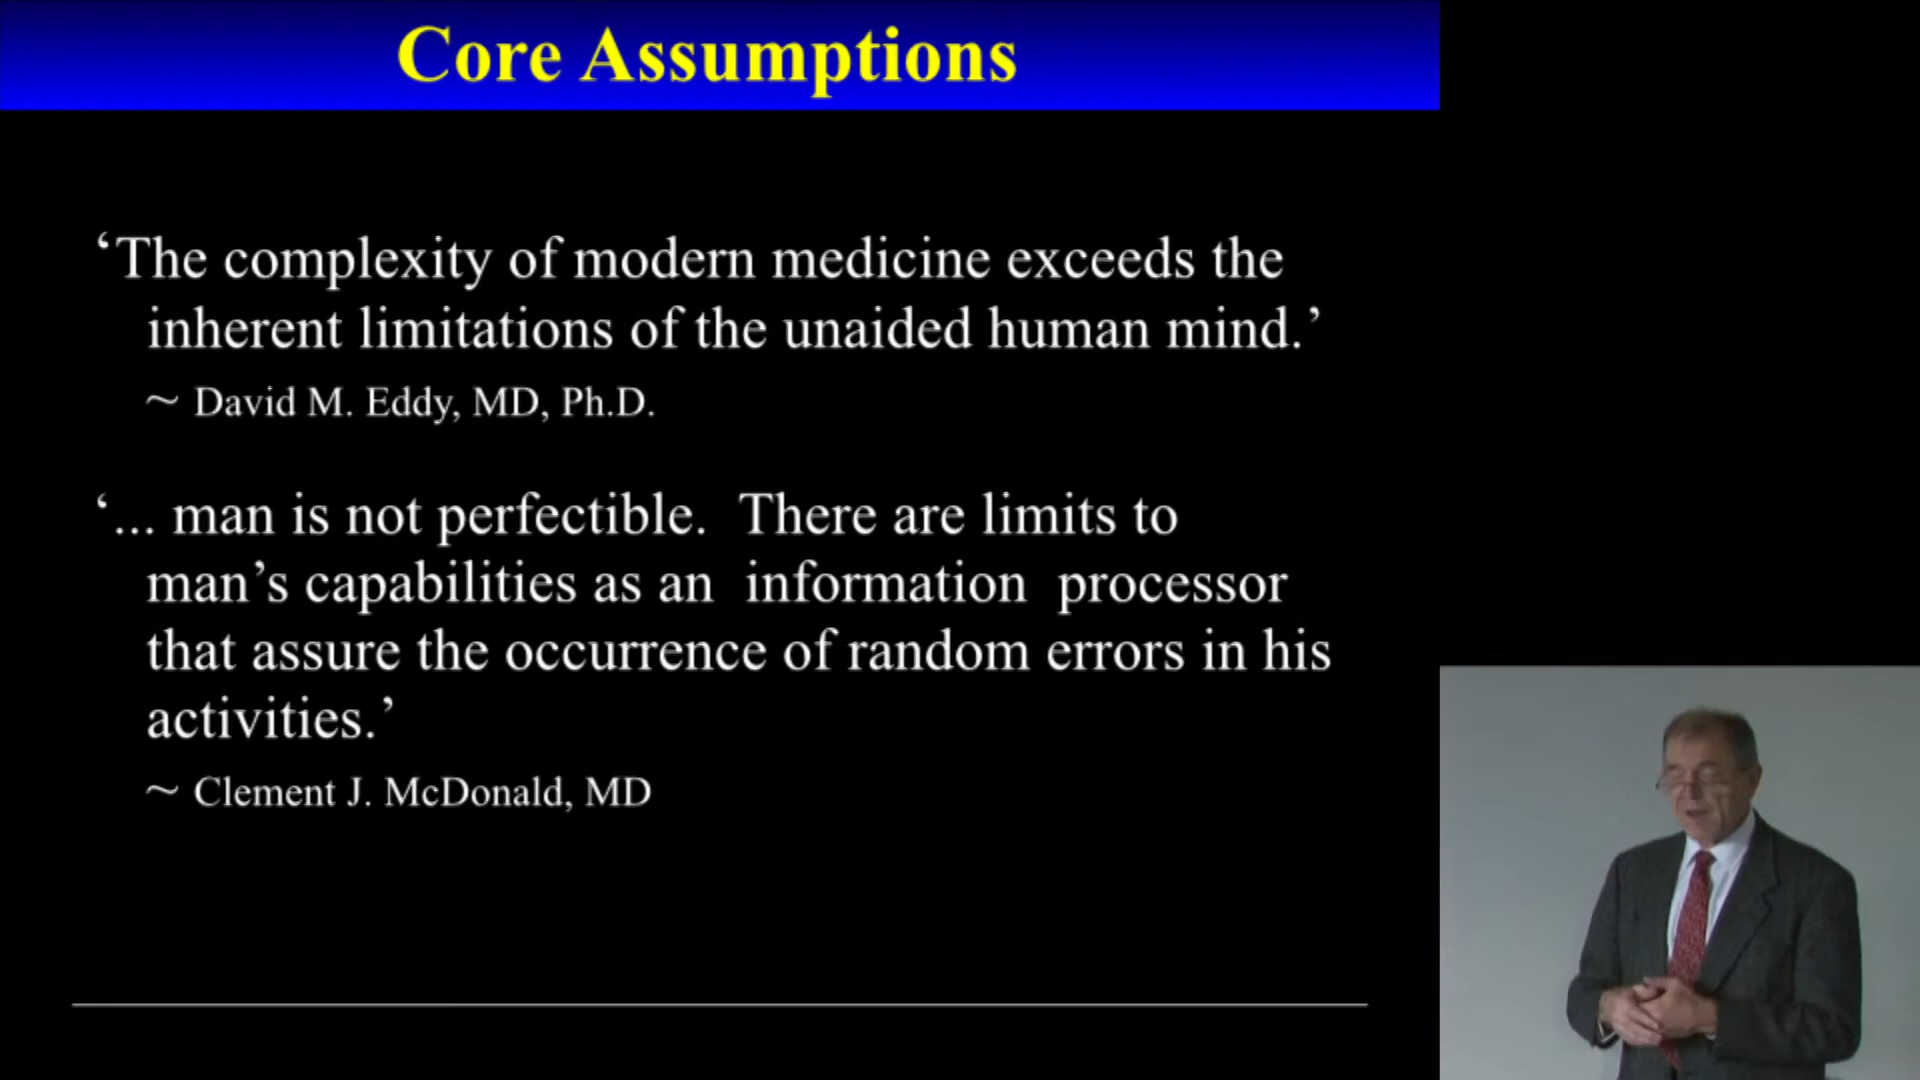 Core Assumptions
‘The complexity of modern medicine exceeds the
inherent limitations of the unaided human mind.’
~ David M. Eddy, MD, Ph.D.
‘... man is not perfectible.  There are limits to
man’s capabilities as an  information  processor
that assure the occurrence of random errors in his
activities.’
~ Clement J. McDonald, MD